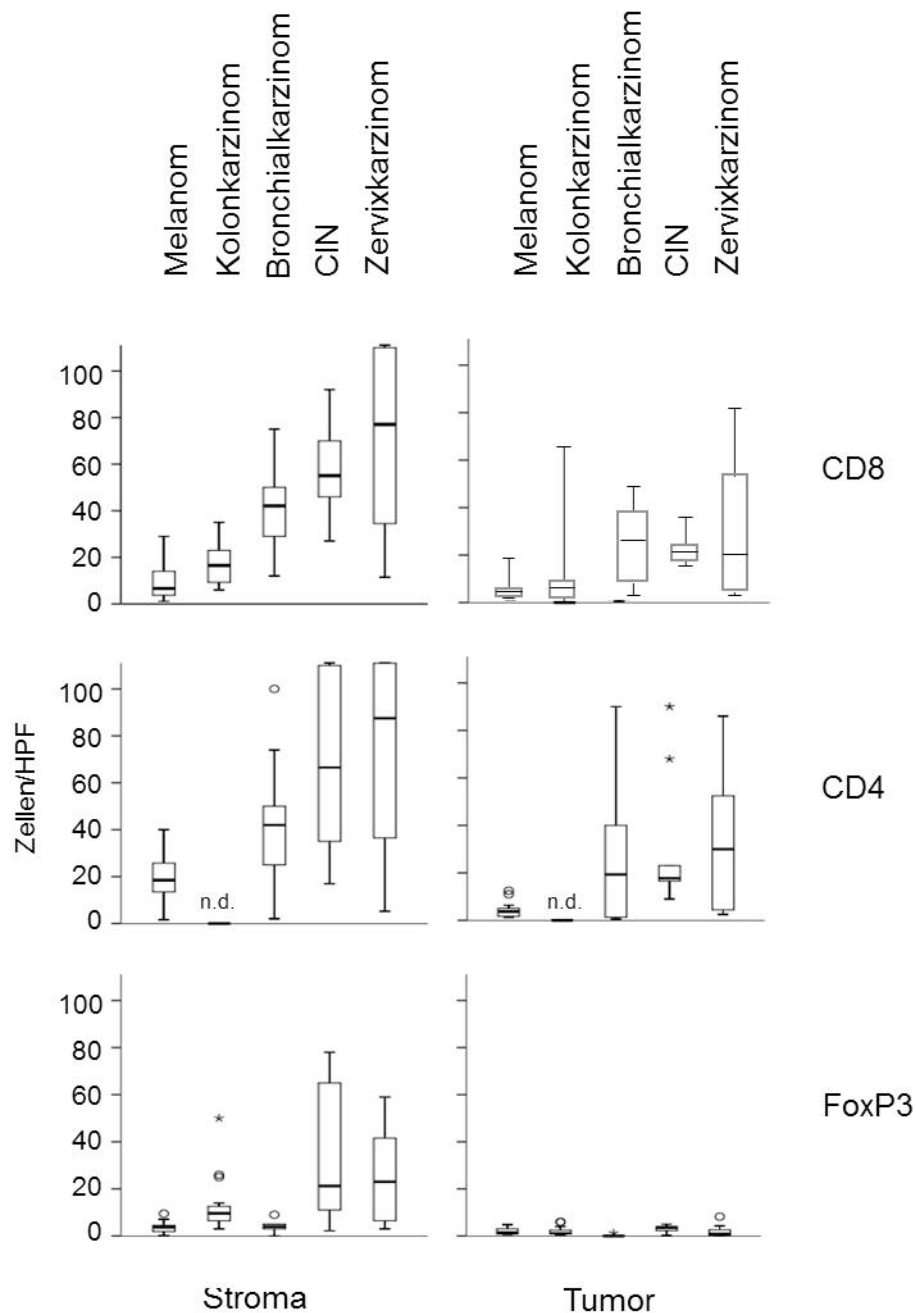 Melanom
Kolonkarzinom
Bronchialkarzinom
CIN
Zervixkarzinom
Melanom
Kolonkarzinom
Bronchialkarzinom
CIN
Zervixkarzinom
100
80
60
40
20
0
CD8
Zellen/HPF
100
80
60
40
20
0
n.d.
n.d.
CD4
100
80
60
40
20
0
FoxP3
Stroma
Tumor